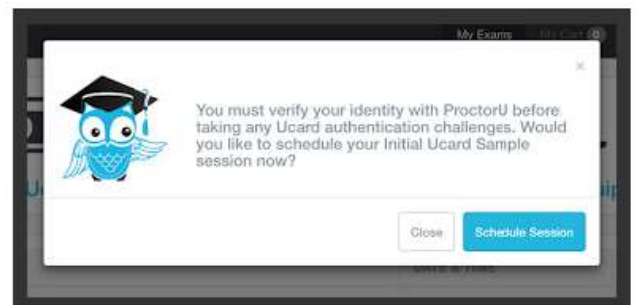 My Exams My Cart 0
×
You must verify your identity with ProctorU before
taking any Ucard authentication challenges. Would
you like to schedule your Initial Ucard Sample
session now?
Close Schedule Session